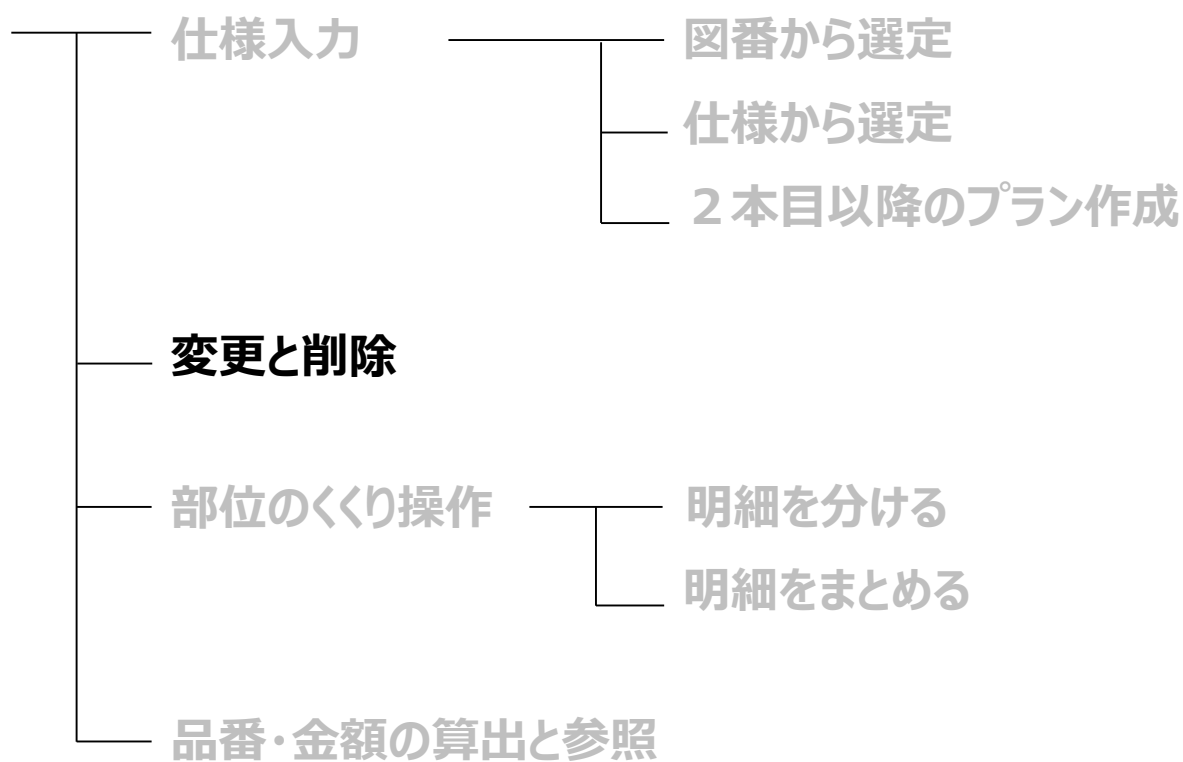 仕様入力
図番から選定
仕様から選定
２本目以降のプラン作成
変更と削除
部位のくくり操作
明細を分ける
明細をまとめる
品番・金額の算出と参照